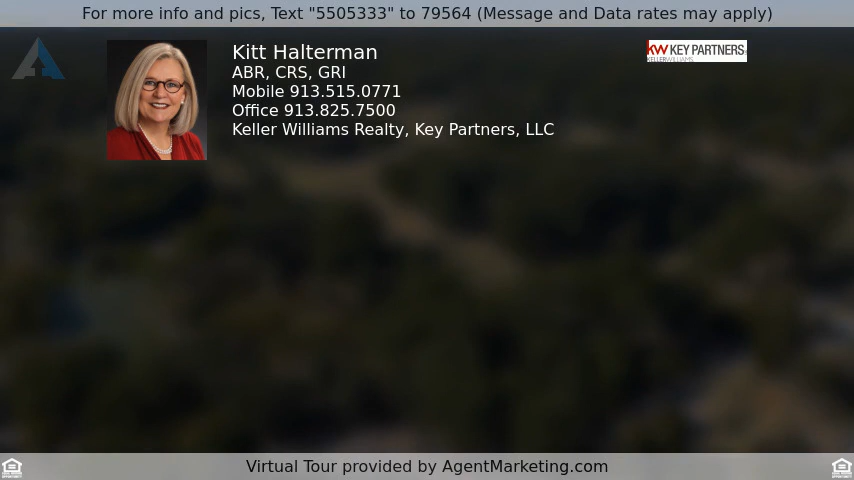 For more info and pics, Text "5505333" to 79564 (Message and Data rates may apply)
Kitt Halterman
ABR, CRS, GRI
Mobile 913.515.0771
Office 913.825.7500
Keller Williams Realty, Key Partners, LLC
KW KEY PARTNERS
KELLERWILLIAMS.
Virtual Tour provided by AgentMarketing.com